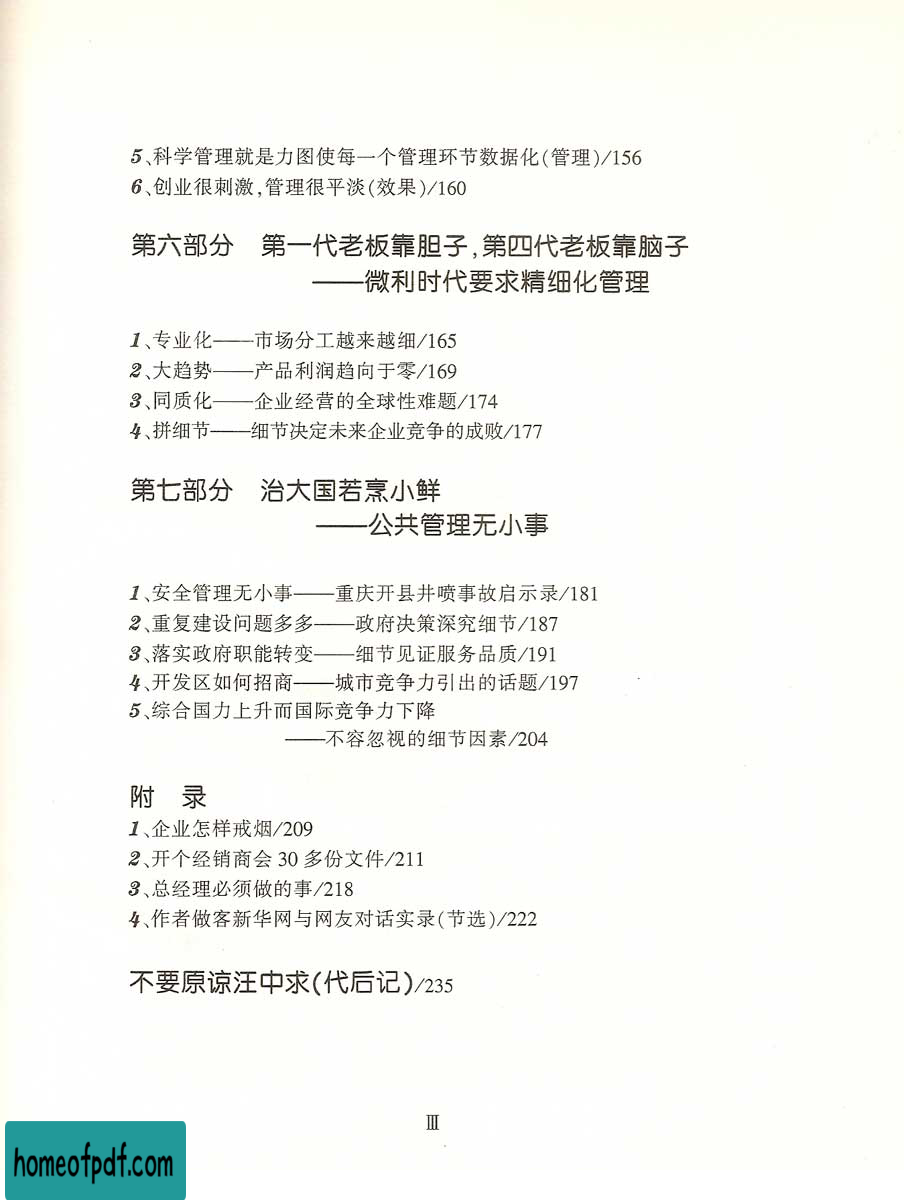 5、科学管理就是力图使每一个管理环节数据化(管理)/156
6、创业很刺激,管理很平淡(效果)/160
第六部分 第一代老板靠胆子,第四代老板靠脑子
——微利时代要求精细化管理
1、专业化——市场分工越来越细/165
2、大趋势——产品利润趋向于零/169
3、同质化——企业经营的全球性难题/174
4、拼细节——细节决定未来企业竞争的成败/177
第七部分 治大国若烹小鲜
——公共管理无小事
1、安全管理无小事——重庆开县井喷事故启示录/181
2、重复建设问题多多——政府决策深究细节/187
3、落实政府职能转变——细节见证服务品质/191
4、开发区如何招商——城市竞争力引出的话题/197
5、综合国力上升而国际竞争力下降
——不容忽视的细节因素/204
附 录
1、企业怎样戒烟/209
2、开个经销商会 30 多份文件/211
3、总经理必须做的事/218
4、作者做客新华网与网友对话实录(节选)/222
不要原谅汪中求(代后记)/235
Ⅲ
homeofpdf.com